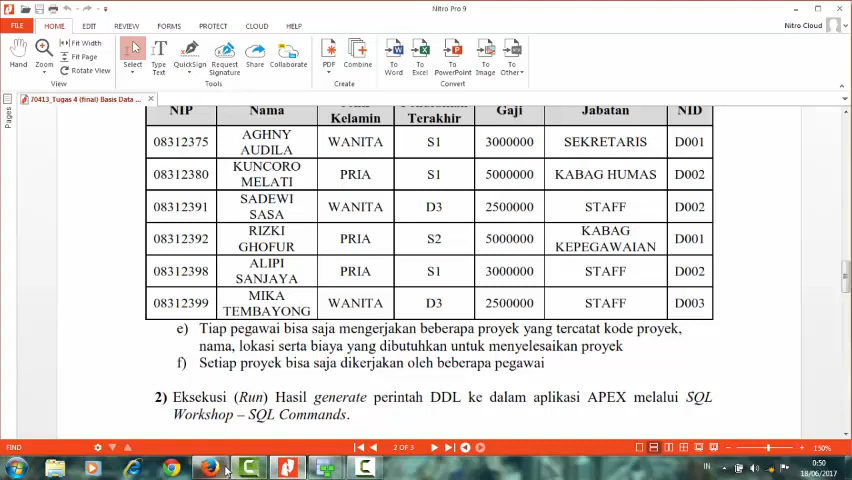 Nitro Pro 9
FILE HOME EDIT REVIEW FORMS PROTECT CLOUD HELP
Nitro Cloud
Hand
Zoom
Fit Width
Fit Page
Rotate View
View
Select
Type Text
QuickSign
Request Signature
Share
Collaborate
Tools
PDF
Combine
Create
To Word
To Excel
To PowerPoint
To Image
To Other
Convert
70413_Tugas 4 (final) Basis Data ...
Pages
NIP Nama Kelamin Terakhir Gaji Jabatan NID
08312375 AGHNY AUDILA WANITA S1 3000000 SEKRETARIS D001
08312380 KUNCORO MELATI PRIA S1 5000000 KABAG HUMAS D002
08312391 SADEWI SASA WANITA D3 2500000 STAFF D002
08312392 RIZKI GHOFUR PRIA S2 5000000 KABAG KEPEGAWAIAN D001
08312398 ALIPI SANJAYA PRIA S1 3000000 STAFF D002
08312399 MIKA TEMBAYONG WANITA D3 2500000 STAFF D003
e) Tiap pegawai bisa saja mengerjakan beberapa proyek yang tercatat kode proyek,
nama, lokasi serta biaya yang dibutuhkan untuk menyelesaikan proyek
f) Setiap proyek bisa saja dikerjakan oleh beberapa pegawai
2) Eksekusi (Run) Hasil generate perintah DDL ke dalam aplikasi APEX melalui SQL
Workshop – SQL Commands.
FIND
2 OF 3
150%
IN
0:50
18/06/2017